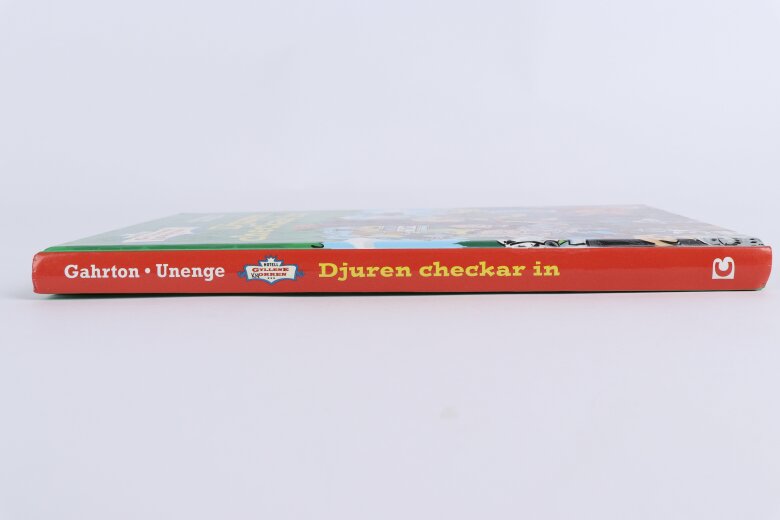 Gahrton • Unenge
HOTELL
GYLLENE
KNORREN
Djuren checkar in